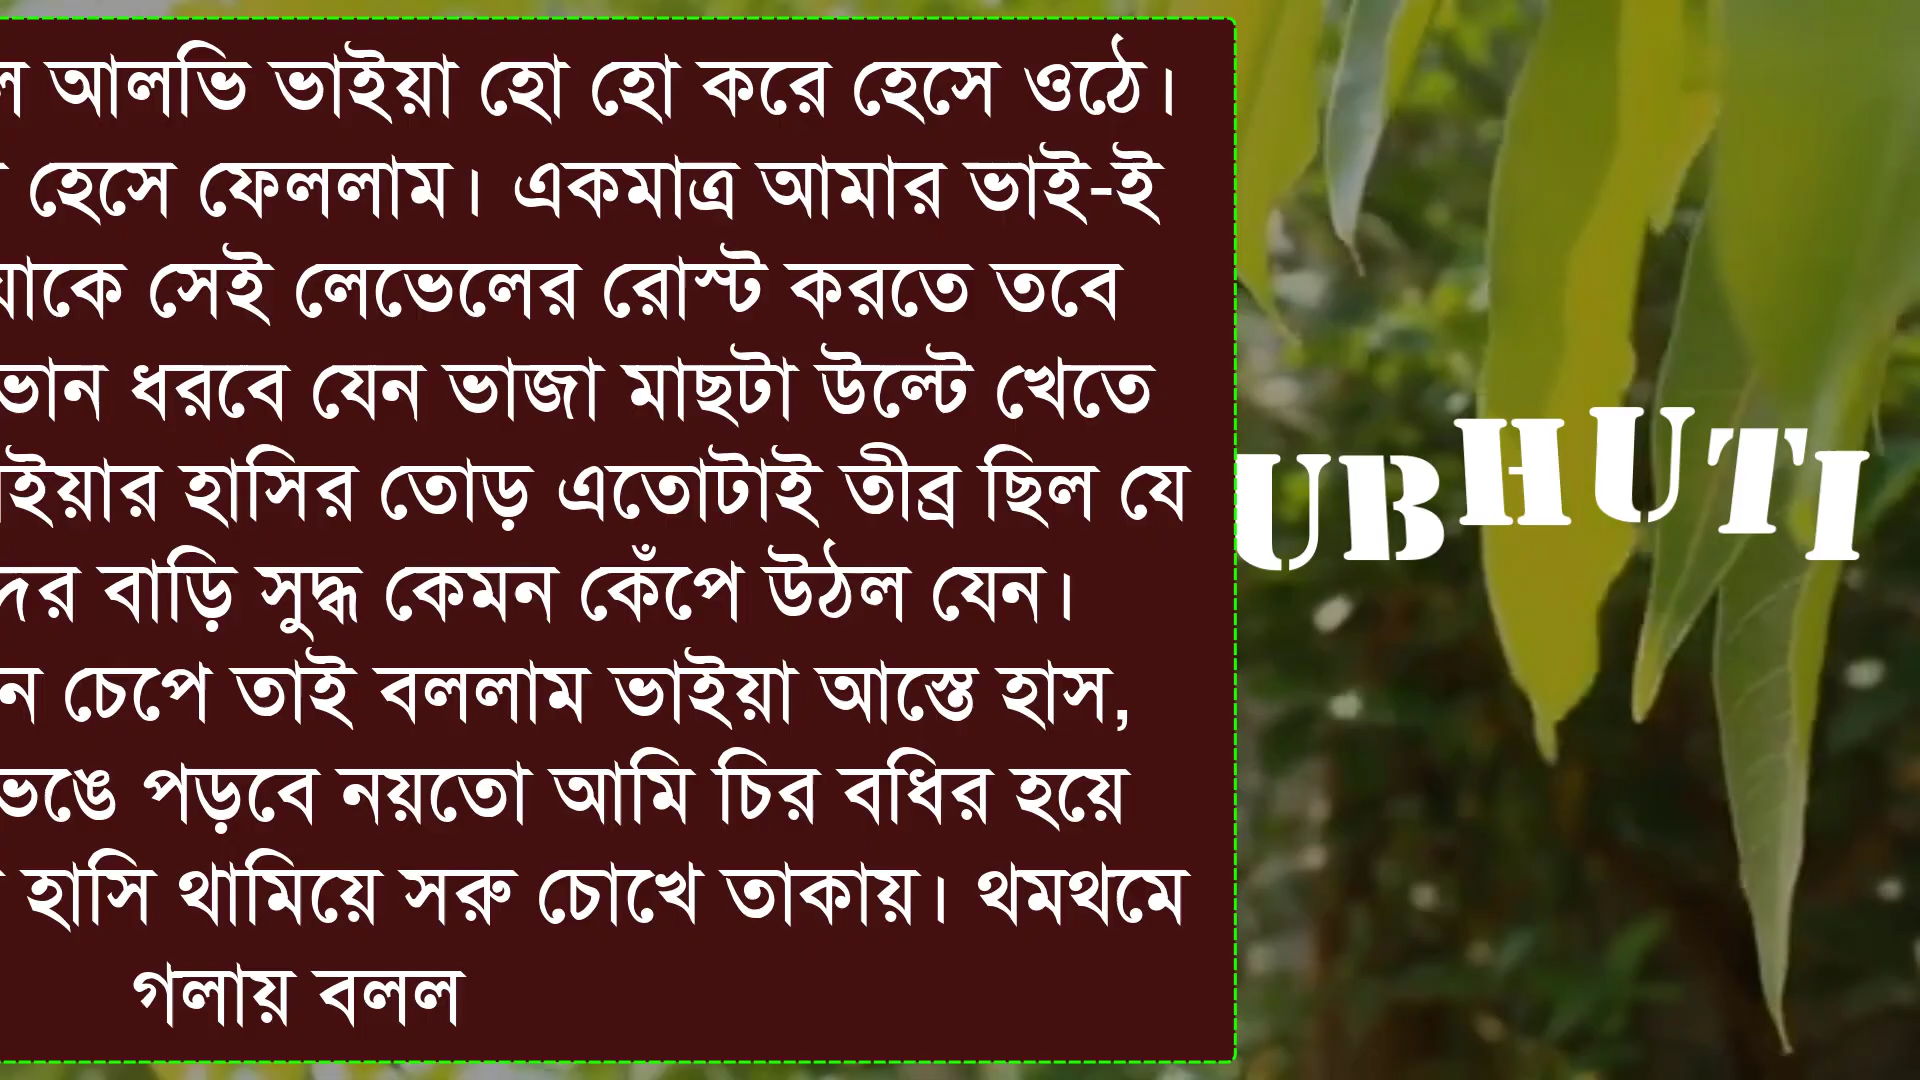 আলভি ভাইয়া হো হো করে হেসে ওঠে।
হেসে ফেললাম। একমাত্র আমার ভাই-ই
সেই লেভেলের রোস্ট করতে তবে
ভান ধরবে যেন ভাজা মাছটা উল্টে খেতে
হাসির তোড় এতোটাই তীব্র ছিল যে
বাড়ি সুদ্ধ কেমন কেঁপে উঠল যেন।
চেপে তাই বললাম ভাইয়া আস্তে হাস,
পড়বে নয়তো আমি চির বধির হয়ে
হাসি থামিয়ে সরু চোখে তাকায়। থমথমে
গলায় বলল
UBHUTI